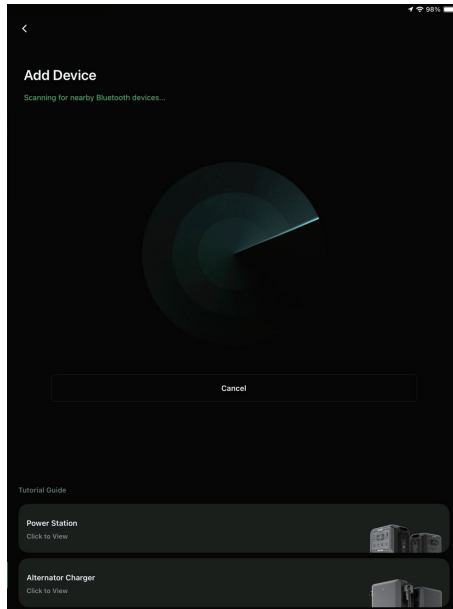 98%
Add Device
Scanning for nearby Bluetooth devices...
Cancel
Tutorial Guide
Power Station
Click to View
Alternator Charger
Click to View